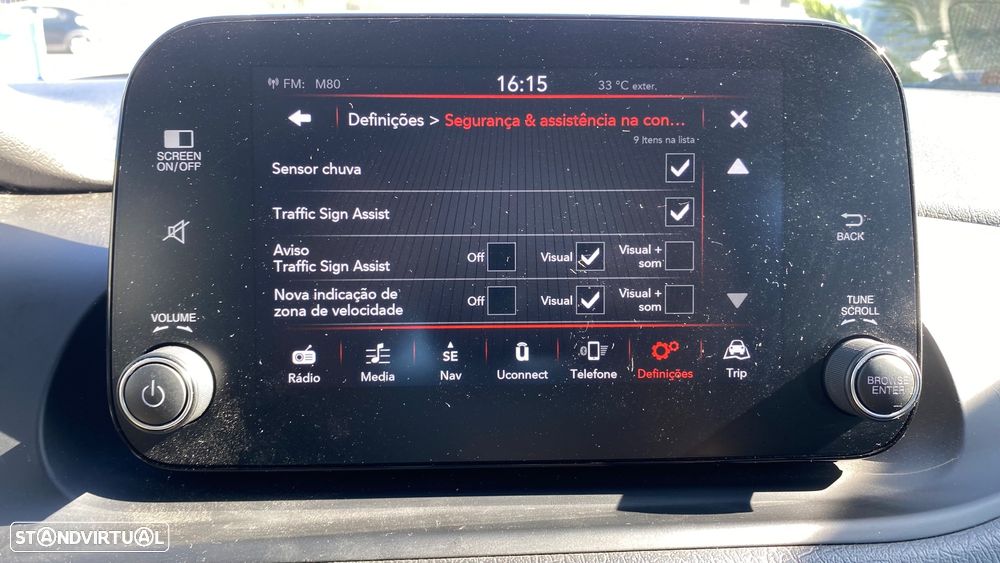 FM: M80
16:15
33 °C exter.
Definições > Segurança & assistência na con...
9 Itens na lista
SCREEN
ON/OFF
Sensor chuva
Traffic Sign Assist
Aviso
Traffic Sign Assist
Off
Visual
Visual +
som
Nova indicação de
zona de velocidade
Off
Visual
Visual +
som
BACK
VOLUME
TUNE
SCROLL
Rádio
Media
SE
Nav
Uconnect
Telefone
Definições
Trip
BROWSE
ENTER
STANDVIRTUAL